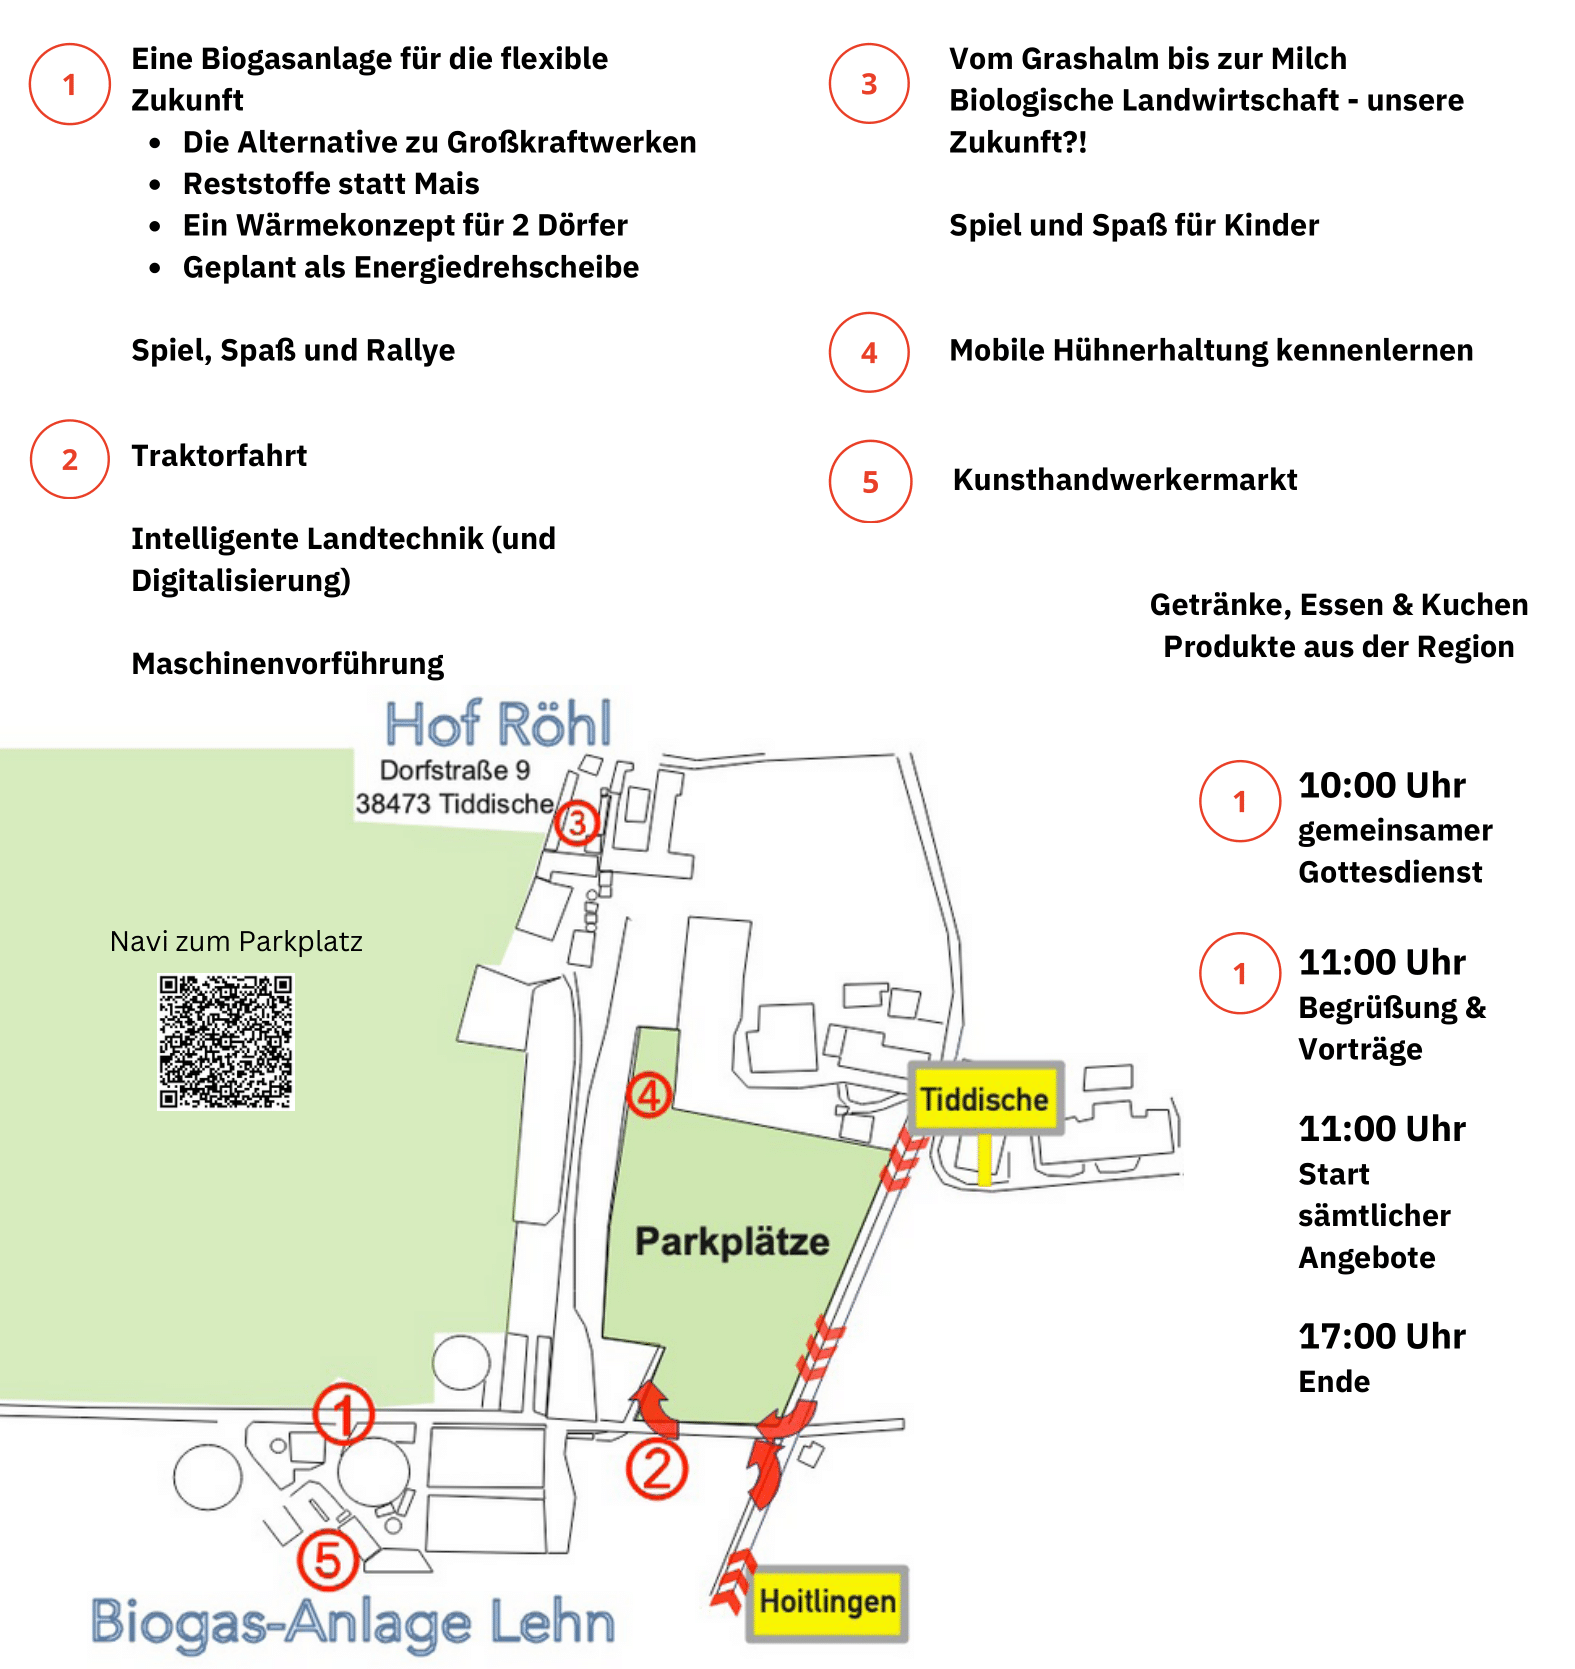 1
Eine Biogasanlage für die flexible
Zukunft
• Die Alternative zu Großkraftwerken
• Reststoffe statt Mais
• Ein Wärmekonzept für 2 Dörfer
• Geplant als Energiedrehscheibe
Spiel, Spaß und Rallye
2
Traktorfahrt
Intelligente Landtechnik (und
Digitalisierung)
Maschinenvorführung
3
Vom Grashalm bis zur Milch
Biologische Landwirtschaft - unsere
Zukunft?!
Spiel und Spaß für Kinder
4
Mobile Hühnerhaltung kennenlernen
5
Kunsthandwerkermarkt
Getränke, Essen & Kuchen
Produkte aus der Region
Hof Röhl
Dorfstraße 9
38473 Tiddische
3
Navi zum Parkplatz
4
Tiddische
Parkplätze
1
2
5
Hoitlingen
Biogas-Anlage Lehn
1
10:00 Uhr
gemeinsamer
Gottesdienst
1
11:00 Uhr
Begrüßung &
Vorträge
11:00 Uhr
Start
sämtlicher
Angebote
17:00 Uhr
Ende